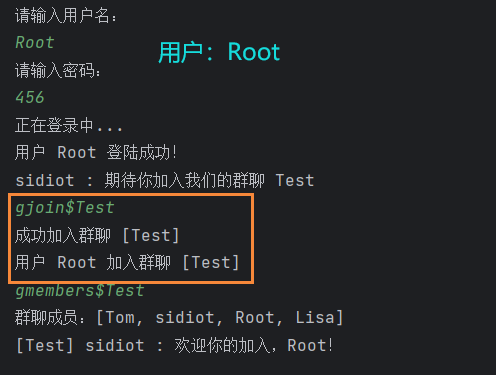 请输入用户名：
Root
用户：Root
请输入密码：
456
正在登录中...
用户 Root 登陆成功!
sidiot : 期待你加入我们的群聊 Test
gjoin$Test
成功加入群聊 [Test]
用户 Root 加入群聊 [Test]
gmembers$Test
群聊成员：[Tom, sidiot, Root, Lisa]
[Test] sidiot : 欢迎你的加入，Root!